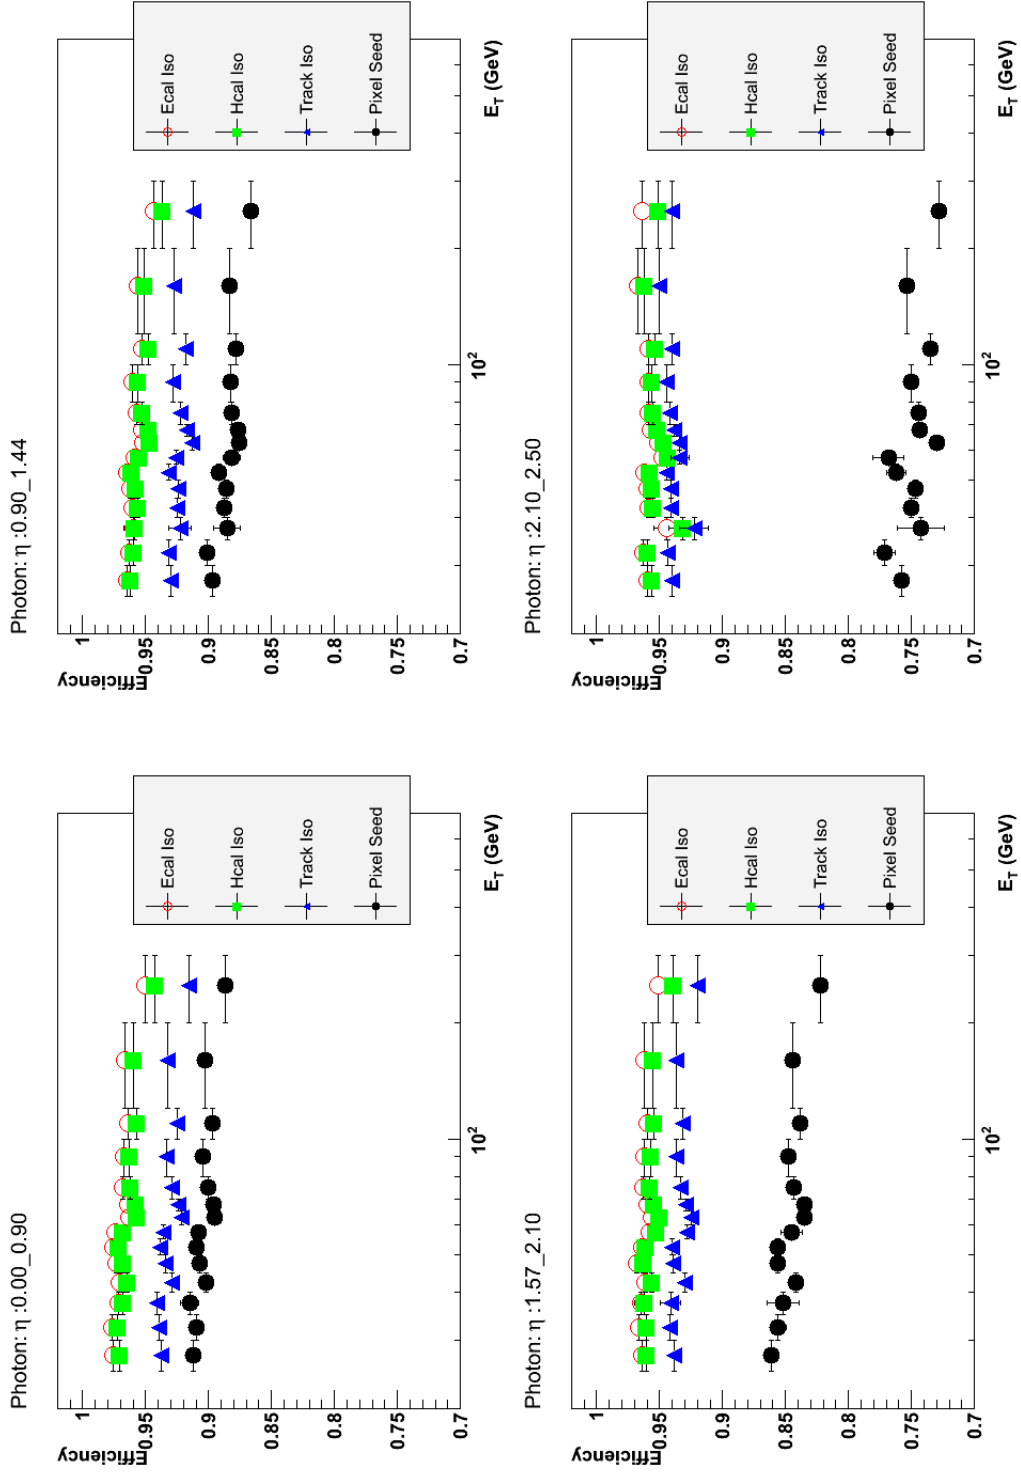 Photon: η :0.00_0.90
Efficiency
1
0.95
0.9
0.85
0.8
0.75
0.7
10²
E_T (GeV)
Ecal Iso
Hcal Iso
Track Iso
Pixel Seed
Photon: η :0.90_1.44
Efficiency
1
0.95
0.9
0.85
0.8
0.75
0.7
10²
E_T (GeV)
Ecal Iso
Hcal Iso
Track Iso
Pixel Seed
Photon: η :1.57_2.10
Efficiency
1
0.95
0.9
0.85
0.8
0.75
0.7
10²
E_T (GeV)
Ecal Iso
Hcal Iso
Track Iso
Pixel Seed
Photon: η :2.10_2.50
Efficiency
1
0.95
0.9
0.85
0.8
0.75
0.7
10²
E_T (GeV)
Ecal Iso
Hcal Iso
Track Iso
Pixel Seed